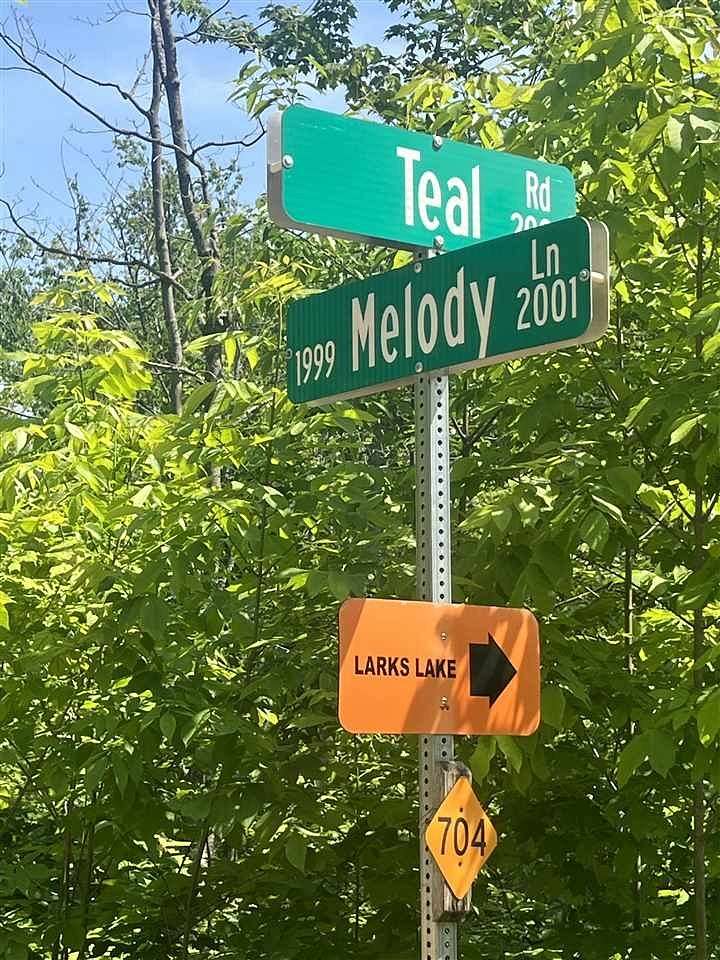 Teal Rd
1999 Melody Ln 2001
LARKS LAKE
704